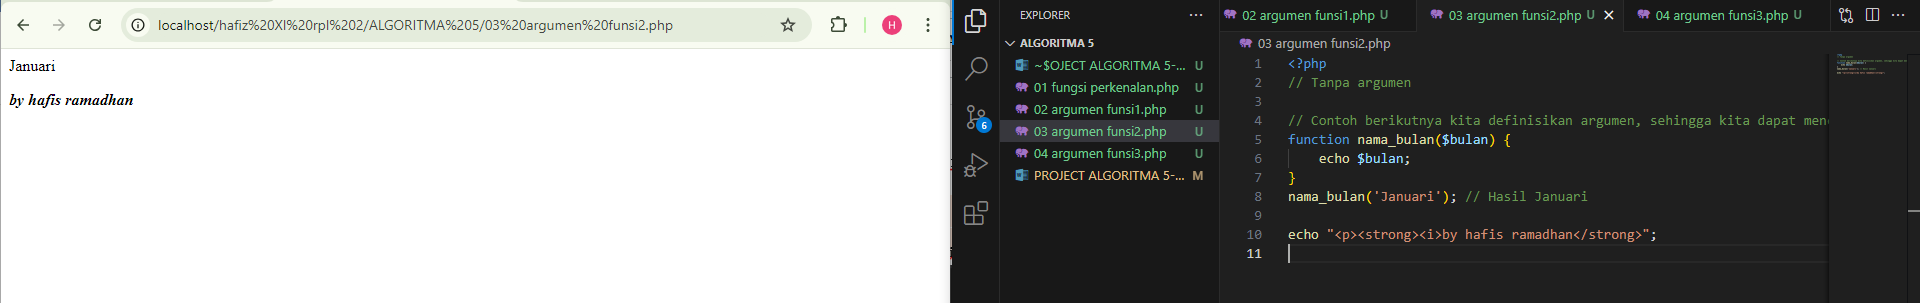 localhost/hafiz%20XI%20rpl%202/ALGORITMA%205/03%20argumen%20funsi2.php
H
Januari
by hafis ramadhan
6
EXPLORER
ALGORITMA 5
~$OJECT ALGORITMA 5-... U
01 fungsi perkenalan.php U
02 argumen funsi1.php U
03 argumen funsi2.php U
04 argumen funsi3.php U
PROJECT ALGORITMA 5-... M
02 argumen funsi1.php U
03 argumen funsi2.php U
04 argumen funsi3.php U
03 argumen funsi2.php
1 <?php
2 // Tanpa argumen
3
4 // Contoh berikutnya kita definisikan argumen, sehingga kita dapat
5 function nama_bulan($bulan) {
6 echo $bulan;
7 }
8 nama_bulan('Januari'); // Hasil Januari
9
10 echo "<p><strong><i>by hafis ramadhan</strong>";
11